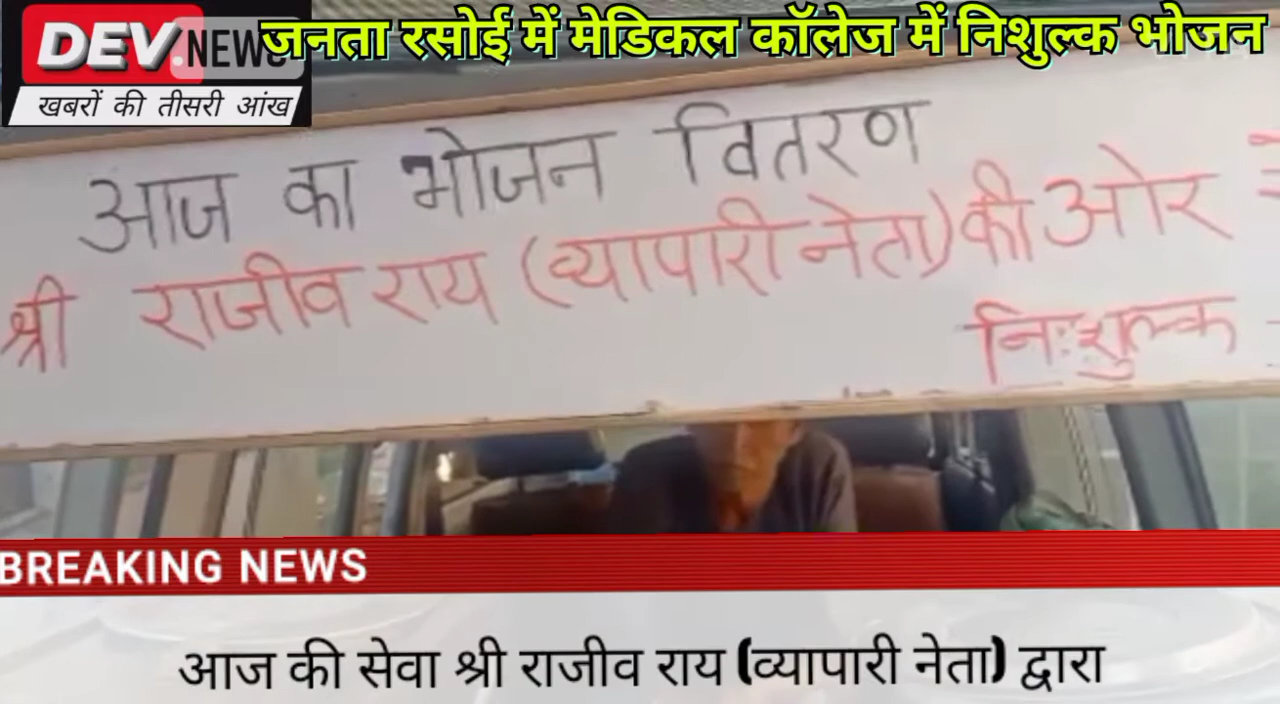 DEV.NEWS
जनता रसोई में मेडिकल कॉलेज में निशुल्क भोजन
खबरों की तीसरी आंख
आज का भोजन वितरण
श्री राजीव राय (व्यापारी नेता) की ओर
नि:शुल्क
BREAKING NEWS
आज की सेवा श्री राजीव राय (व्यापारी नेता) द्वारा